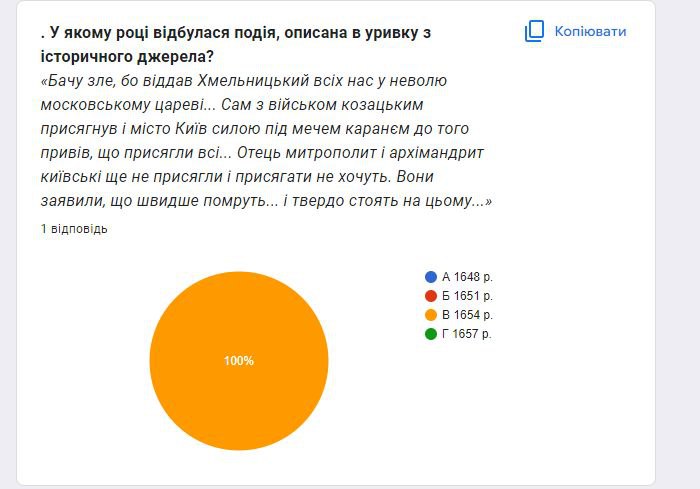 . У якому році відбулася подія, описана в уривку з
історичного джерела?
Копіювати
«Бачу зле, бо віддав Хмельницький всіх нас у неволю
московському цареві... Сам з військом козацьким
присягнув і місто Київ силою під мечем каранєм до того
привів, що присягли всі... Отець митрополит і архімандрит
київські ще не присягли і присягати не хочуть. Вони
заявили, що швидше помруть... і твердо стоять на цьому...»
1 відповідь
А 1648 р.
Б 1651 р.
В 1654 р.
Г 1657 р.
100%